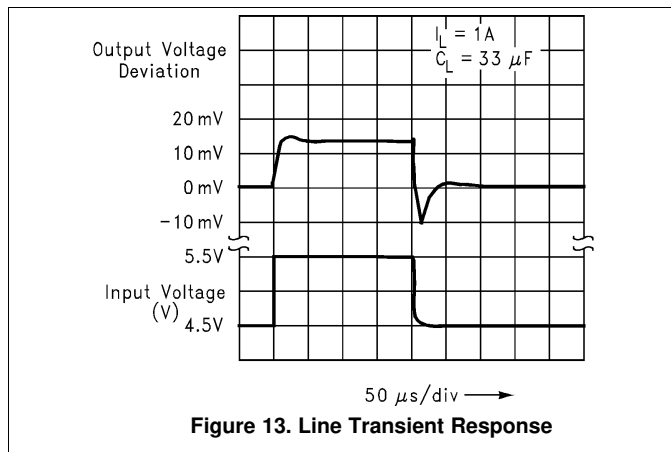 Output Voltage
Deviation
I_L = 1A
C_L = 33 μF
20 mV
10 mV
0 mV
−10 mV
5.5V
Input Voltage
(V)
4.5V
50 μs/div
Figure 13. Line Transient Response